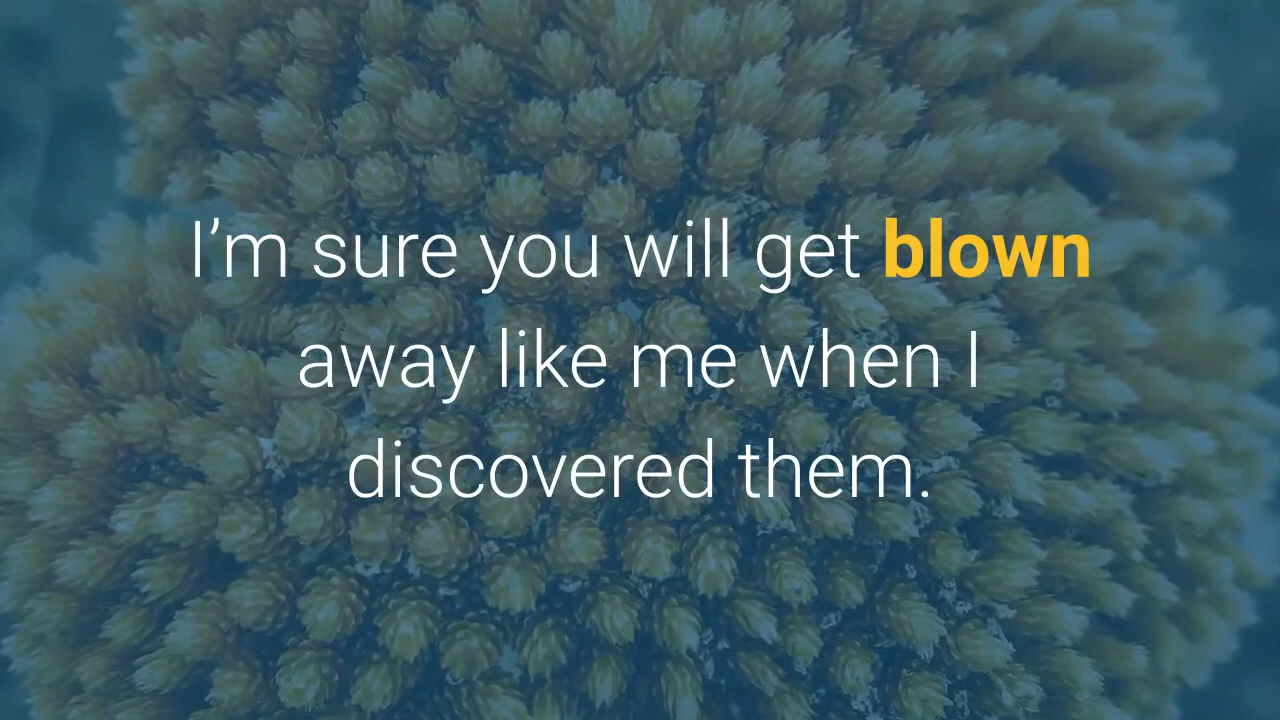 I’m sure you will get blown
away like me when I
discovered them.